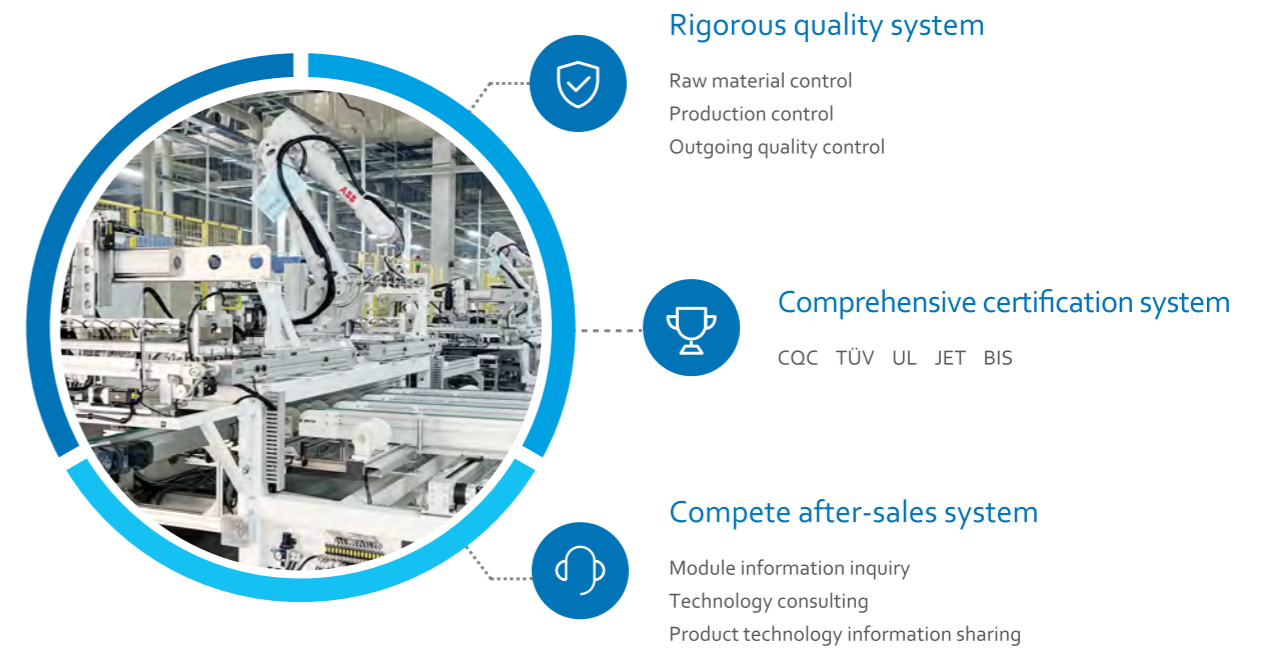 Rigorous quality system
Raw material control
Production control
Outgoing quality control
ABB
Comprehensive certification system
CQC TÜV UL JET BIS
Compete after-sales system
Module information inquiry
Technology consulting
Product technology information sharing